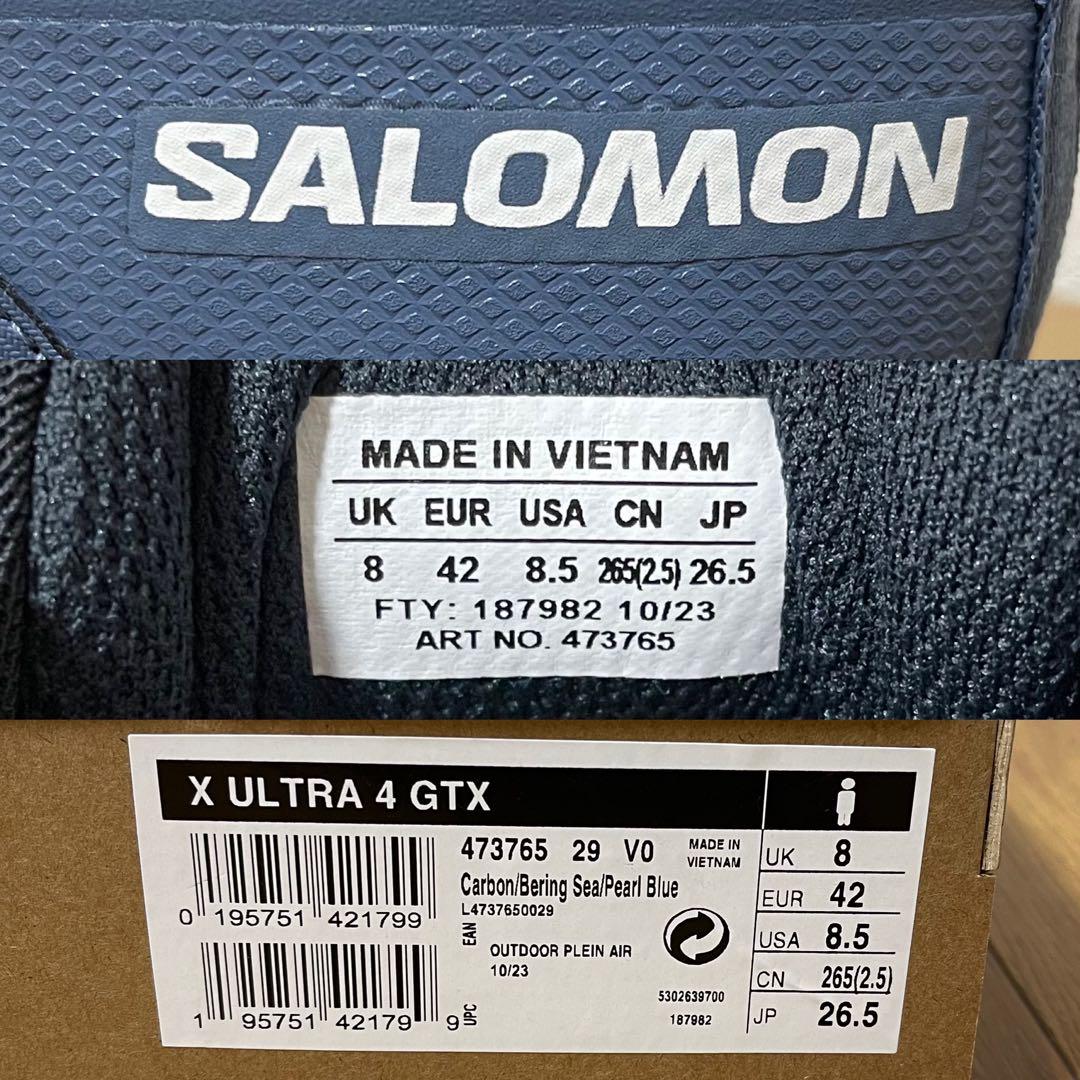 SALOMON
MADE IN VIETNAM
UK EUR USA CN JP
8 42 8.5 265(2.5) 26.5
FTY: 187982 10/23
ART NO. 473765
X ULTRA 4 GTX
473765 29 V0
MADE IN
VIETNAM
Carbon/Bering Sea/Pearl Blue
L4737650029
0 195751 421799
EAN
OUTDOOR PLEIN AIR
10/23
1 95751 42179 9
UPC
5302639700
187982
UK 8
EUR 42
USA 8.5
CN 265(2.5)
JP 26.5